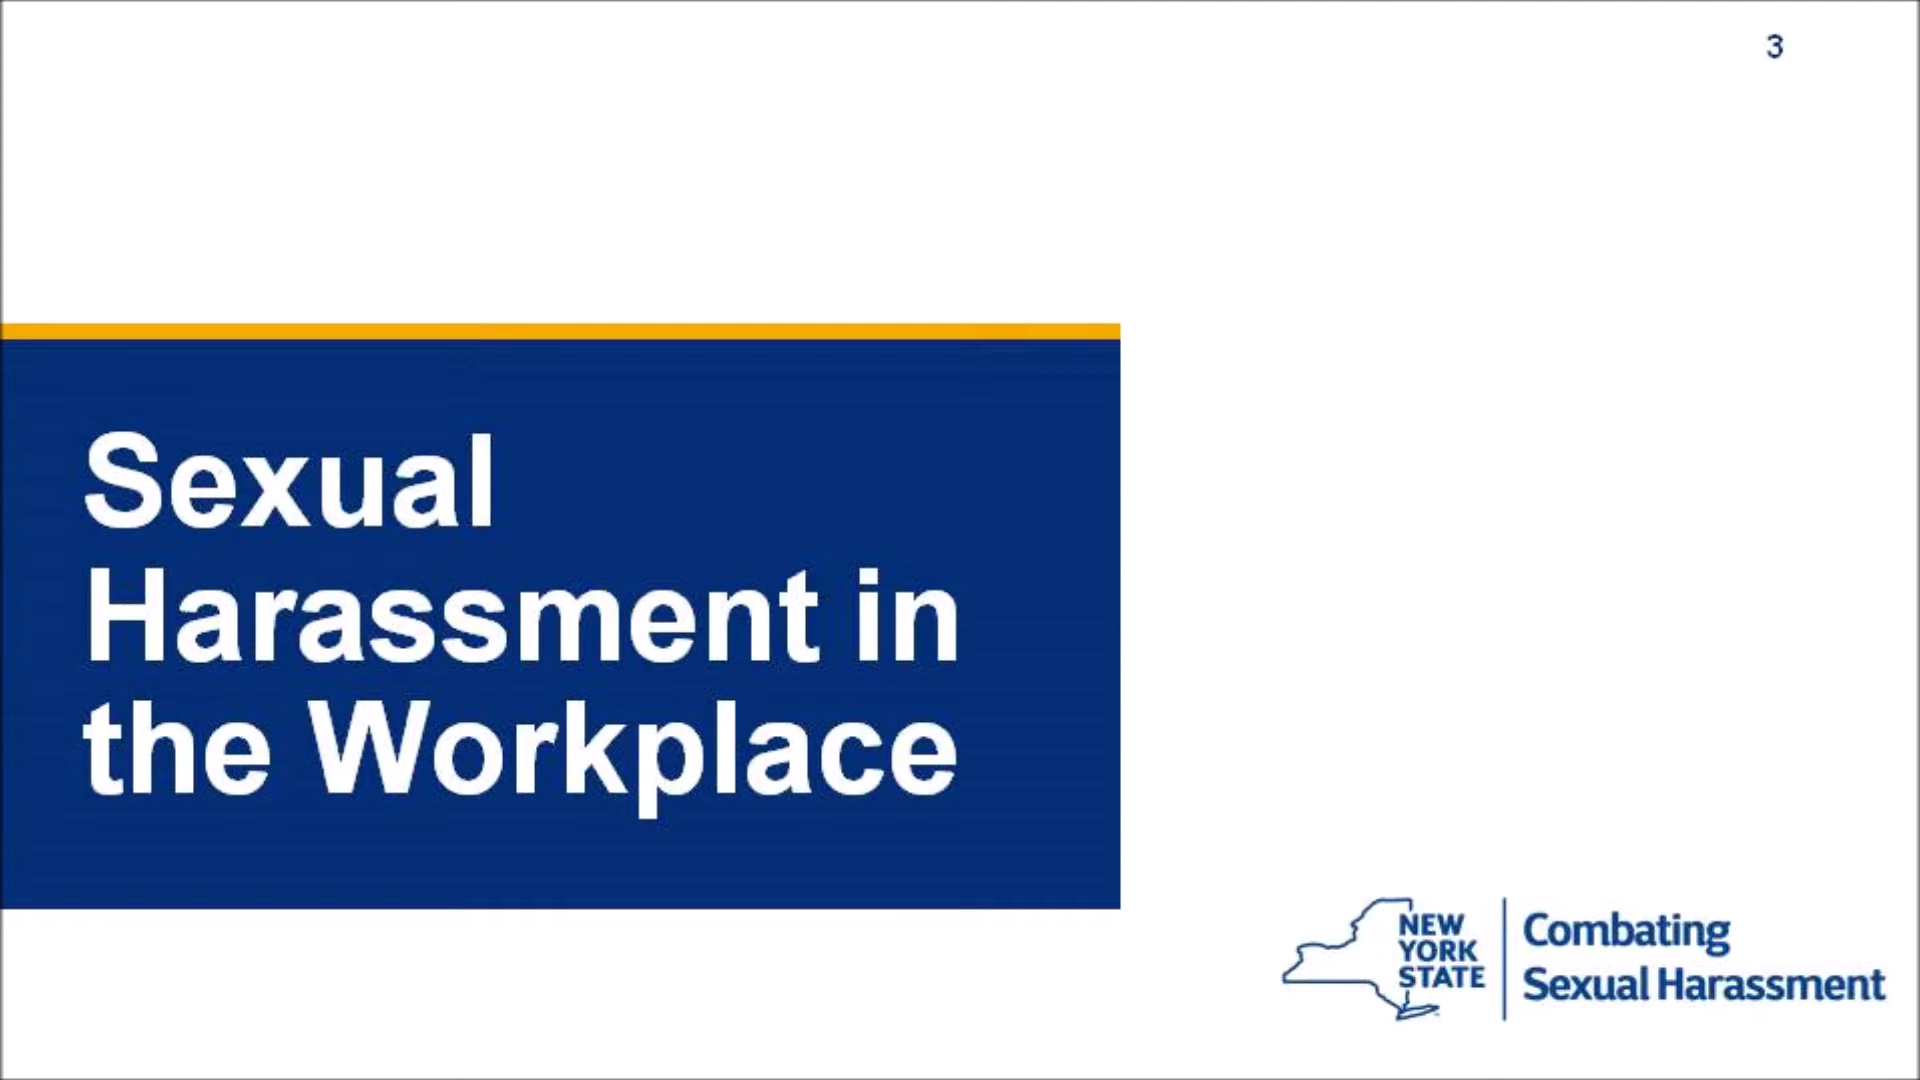 3
Sexual
Harassment in
the Workplace
NEW
YORK
STATE
Combating
Sexual Harassment